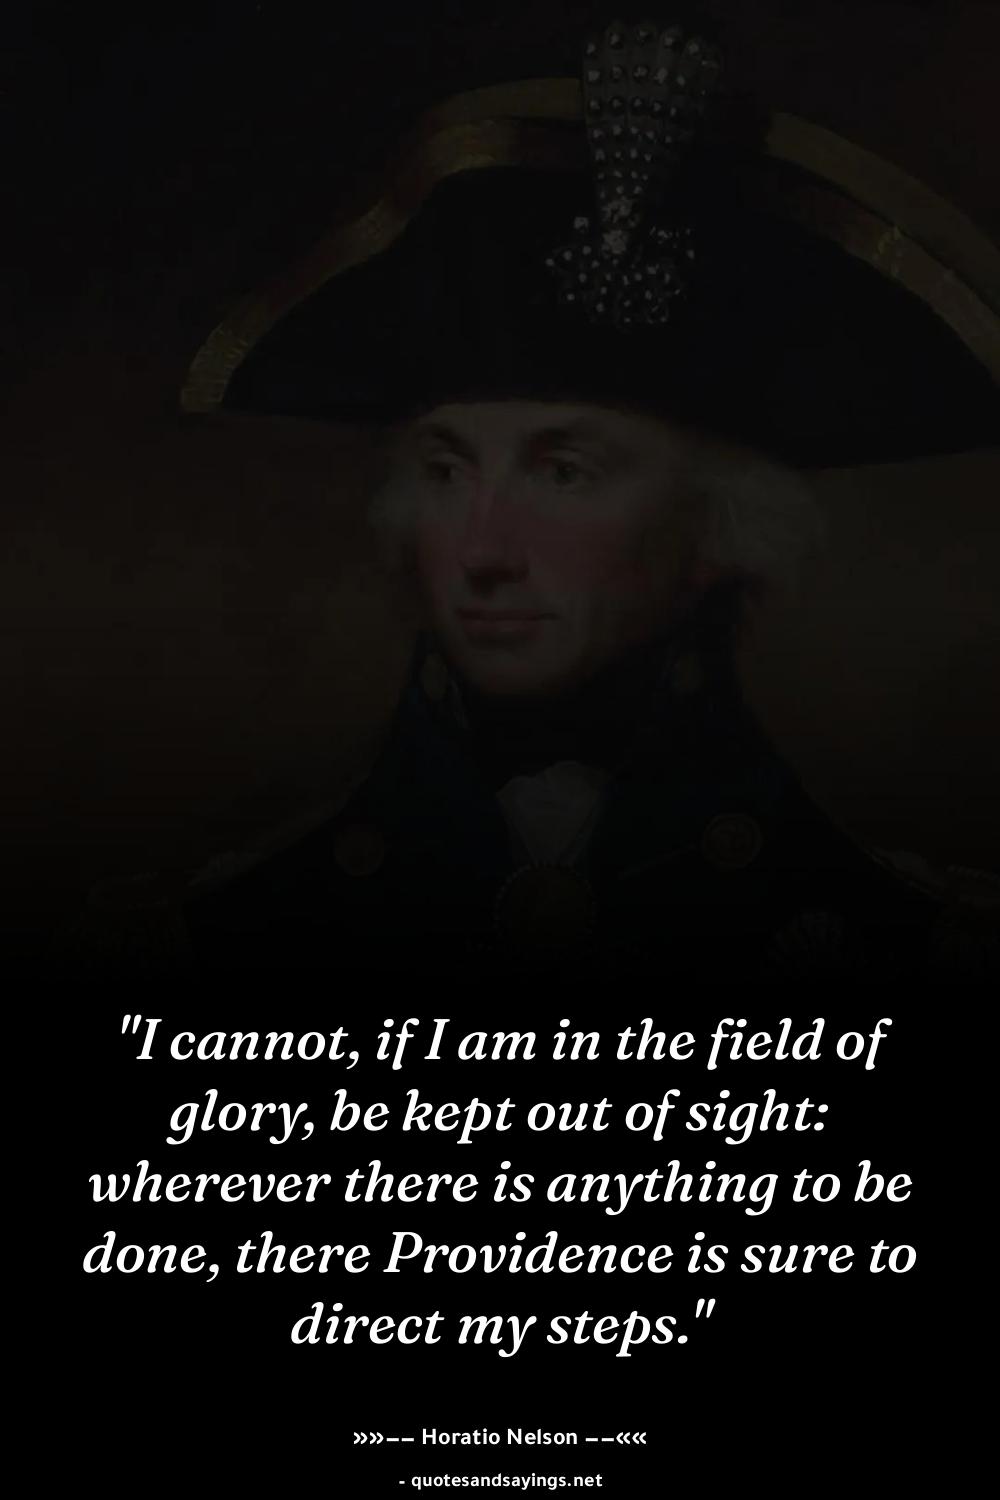 "I cannot, if I am in the field of
glory, be kept out of sight:
wherever there is anything to be
done, there Providence is sure to
direct my steps."
»»–– Horatio Nelson ––««
- quotesandsayings.net